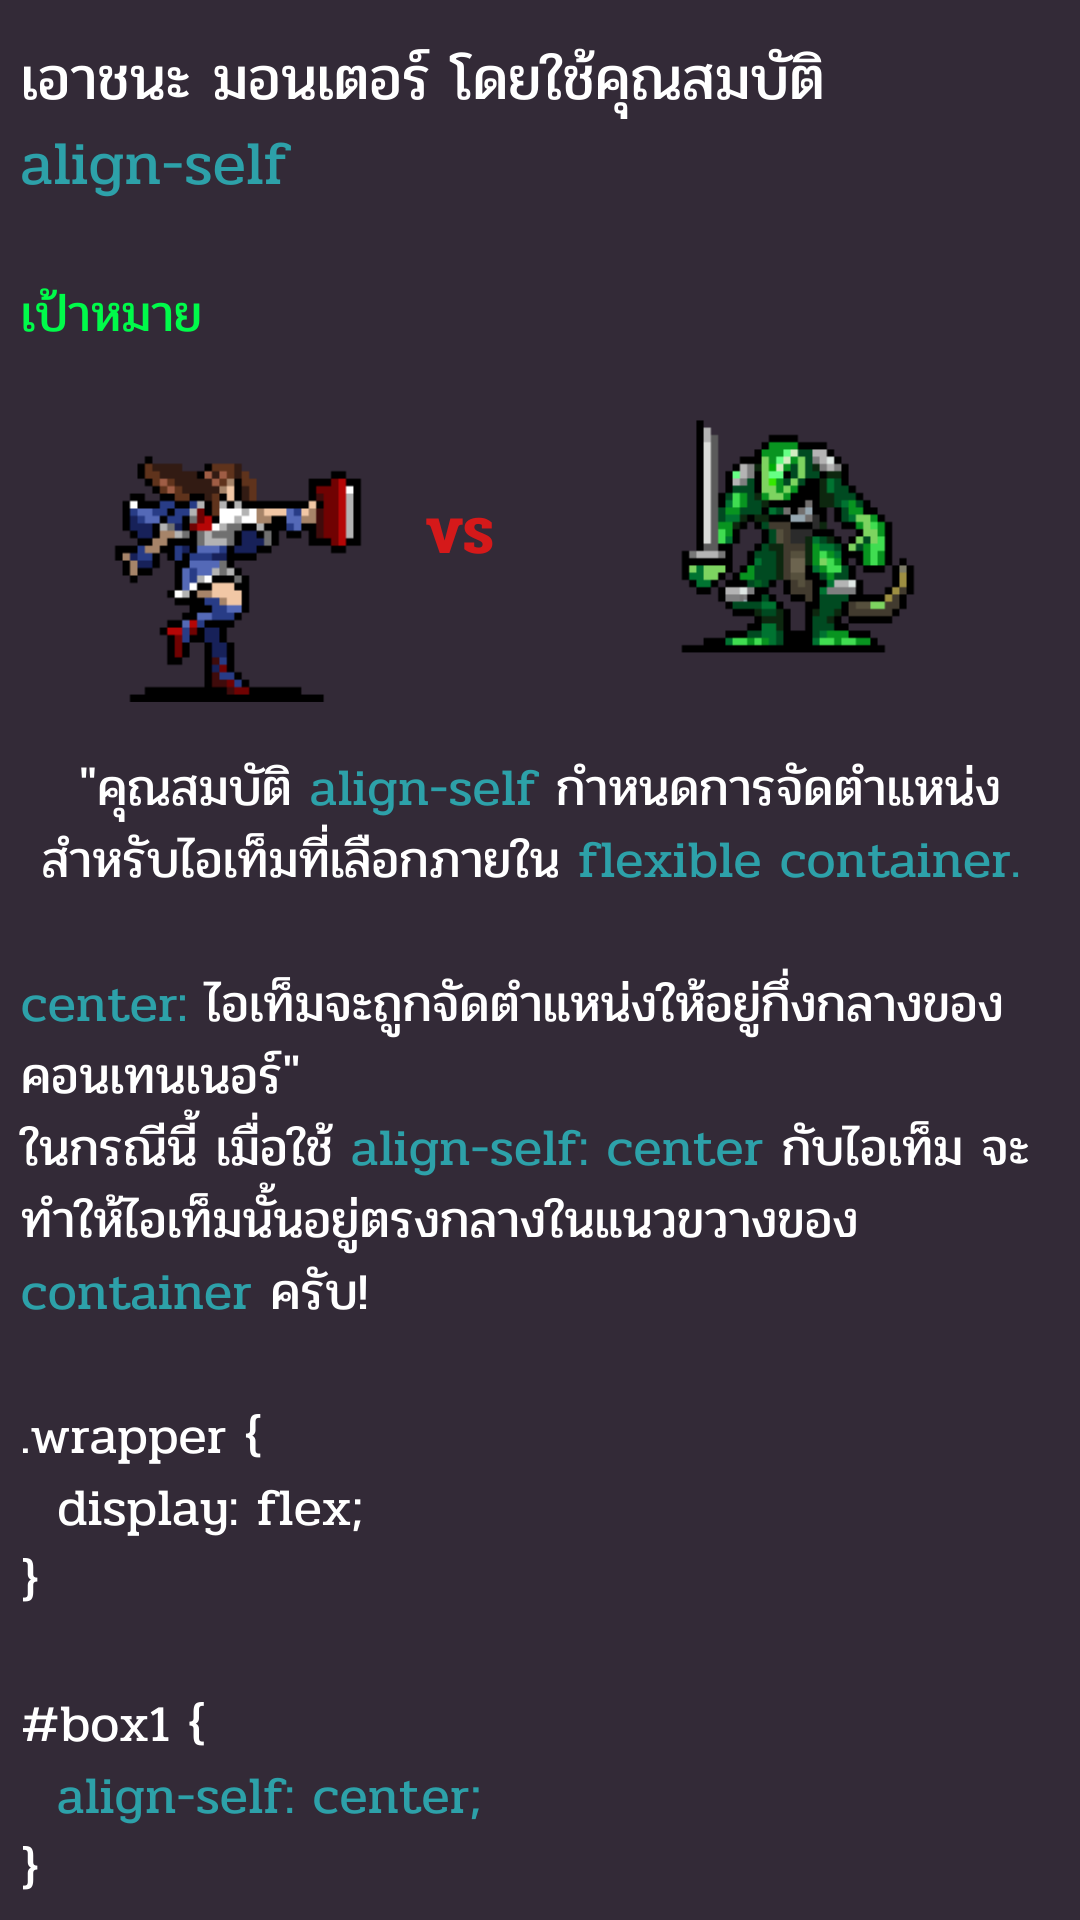 เอาชนะ มอนเตอร์ โดยใช้คุณสมบัติ
align-self
เป้าหมาย
vs
"คุณสมบัติ align-self กำหนดการจัดตำแหน่ง
สำหรับไอเท็มที่เลือกภายใน flexible container.
center: ไอเท็มจะถูกจัดตำแหน่งให้อยู่กึ่งกลางของ
คอนเทนเนอร์"
ในกรณีนี้ เมื่อใช้ align-self: center กับไอเท็ม จะ
ทำให้ไอเท็มนั้นอยู่ตรงกลางในแนวขวางของ
container ครับ!
.wrapper {
display: flex;
}
#box1 {
align-self: center;
}